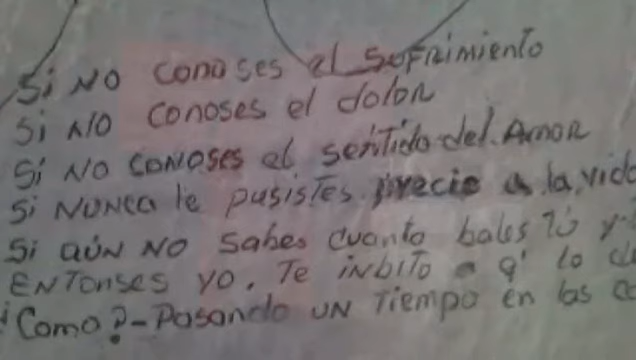 Si NO conoses el sufrimiento
Si NO conoses el dolor
Si NO conoses el sentido del Amor
Si NUNca le pusistes precio a la vid
Si aún NO sabes cuanto bales tú y
ENTonses yo. Te inbito a q' lo
¿Como?-Pasando UN Tiempo en las